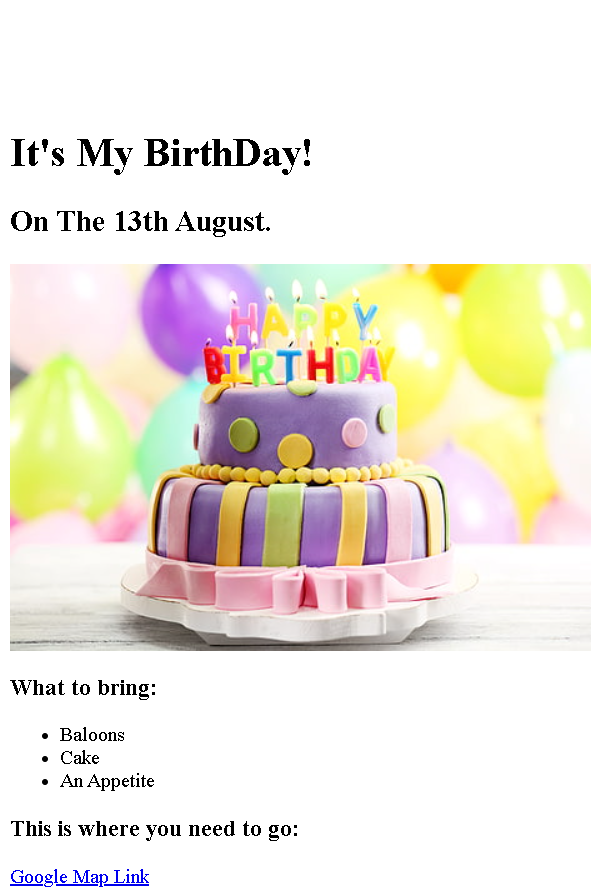 It's My BirthDay!
On The 13th August.
HAPPY
BIRTHDAY
What to bring:
Baloons
Cake
An Appetite
This is where you need to go:
Google Map Link